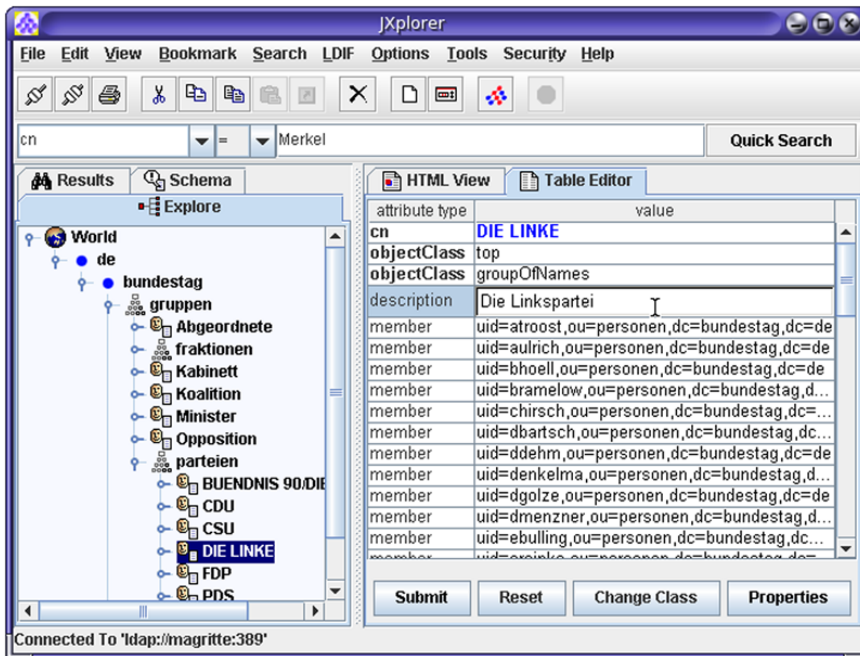 JXplorer
File Edit View Bookmark Search LDIF Options Tools Security Help
cn = Merkel Quick Search
Results Schema
Explore
World
de
bundestag
gruppen
Abgeordnete
fraktionen
Kabinett
Koalition
Minister
Opposition
parteien
BUENDNIS 90/DIE
CDU
CSU
DIE LINKE
FDP
PDS
HTML View Table Editor
attribute type value
cn DIE LINKE
objectClass top
objectClass groupOfNames
description Die Linkspartei
member uid=atroost,ou=personen,dc=bundestag,dc=de
member uid=aulrich,ou=personen,dc=bundestag,dc=de
member uid=bhoell,ou=personen,dc=bundestag,dc=de
member uid=bramelow,ou=personen,dc=bundestag,d...
member uid=chirsch,ou=personen,dc=bundestag,dc=...
member uid=dbartsch,ou=personen,dc=bundestag,dc...
member uid=ddehm,ou=personen,dc=bundestag,dc=de
member uid=denkelma,ou=personen,dc=bundestag,d...
member uid=dgolze,ou=personen,dc=bundestag,dc=de
member uid=dmenzner,ou=personen,dc=bundestag,d...
member uid=ebulling,ou=personen,dc=bundestag,dc...
Submit Reset Change Class Properties
Connected To 'ldap://magritte:389'